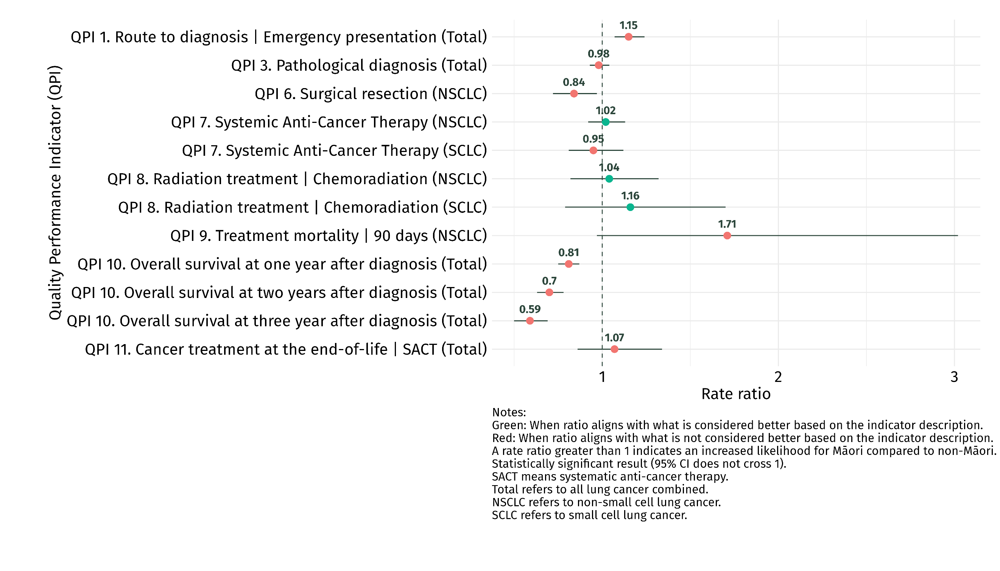 1.15
QPI 1. Route to diagnosis | Emergency presentation (Total)
0.98
QPI 3. Pathological diagnosis (Total)
0.84
QPI 6. Surgical resection (NSCLC)
1.02
QPI 7. Systemic Anti-Cancer Therapy (NSCLC)
0.95
QPI 7. Systemic Anti-Cancer Therapy (SCLC)
1.04
QPI 8. Radiation treatment | Chemoradiation (NSCLC)
1.16
QPI 8. Radiation treatment | Chemoradiation (SCLC)
1.71
QPI 9. Treatment mortality | 90 days (NSCLC)
0.81
QPI 10. Overall survival at one year after diagnosis (Total)
0.7
QPI 10. Overall survival at two years after diagnosis (Total)
0.59
QPI 10. Overall survival at three year after diagnosis (Total)
1.07
QPI 11. Cancer treatment at the end-of-life | SACT (Total)
Quality Performance Indicator (QPI)
1 2 3
Rate ratio
Notes:
Green: When ratio aligns with what is considered better based on the indicator description.
Red: When ratio aligns with what is not considered better based on the indicator description.
A rate ratio greater than 1 indicates an increased likelihood for Māori compared to non-Māori.
Statistically significant result (95% CI does not cross 1).
SACT means systematic anti-cancer therapy.
Total refers to all lung cancer combined.
NSCLC refers to non-small cell lung cancer.
SCLC refers to small cell lung cancer.